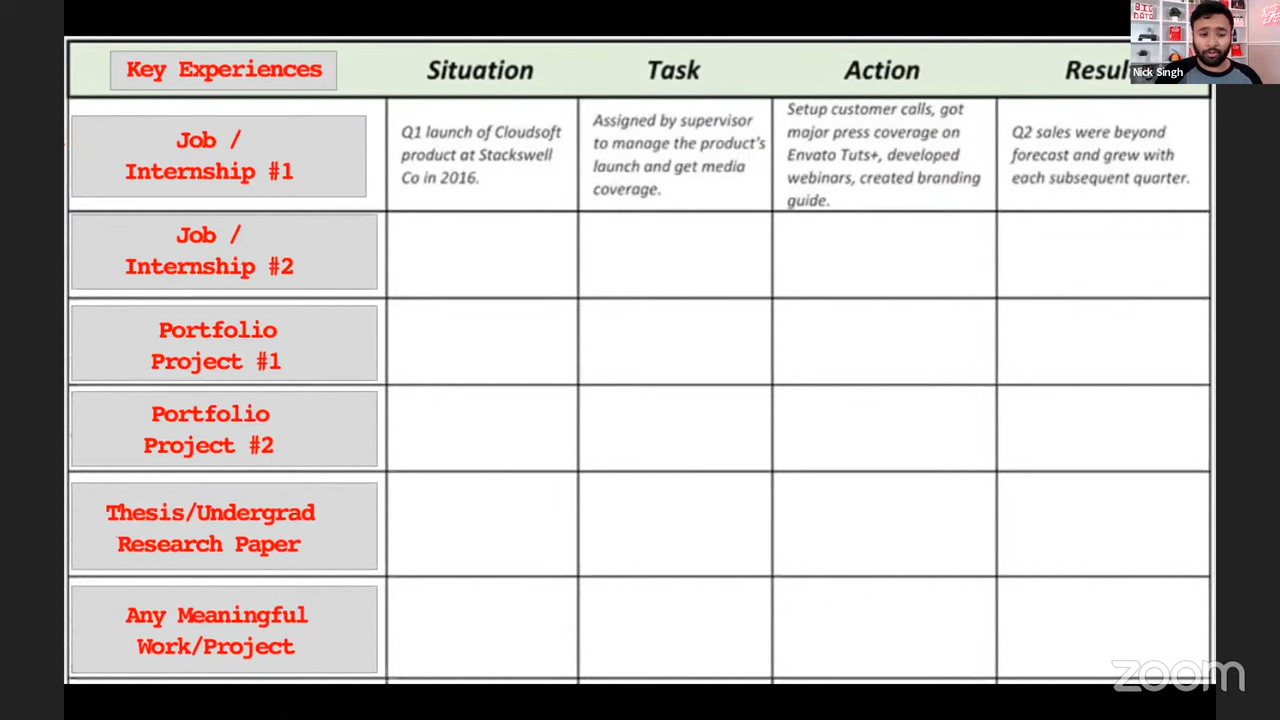 Key Experiences
Situation
Task
Action
Resul
Job /
Internship #1
Q1 launch of Cloudsoft
product at Stackswell
Co in 2016.
Assigned by supervisor
to manage the product's
launch and get media
coverage.
Setup customer calls, got
major press coverage on
Envato Tuts+, developed
webinars, created branding
guide.
Q2 sales were beyond
forecast and grew with
each subsequent quarter.
Job /
Internship #2
Portfolio
Project #1
Portfolio
Project #2
Thesis/Undergrad
Research Paper
Any Meaningful
Work/Project
BIG
DATA
Nick Singh
zoom